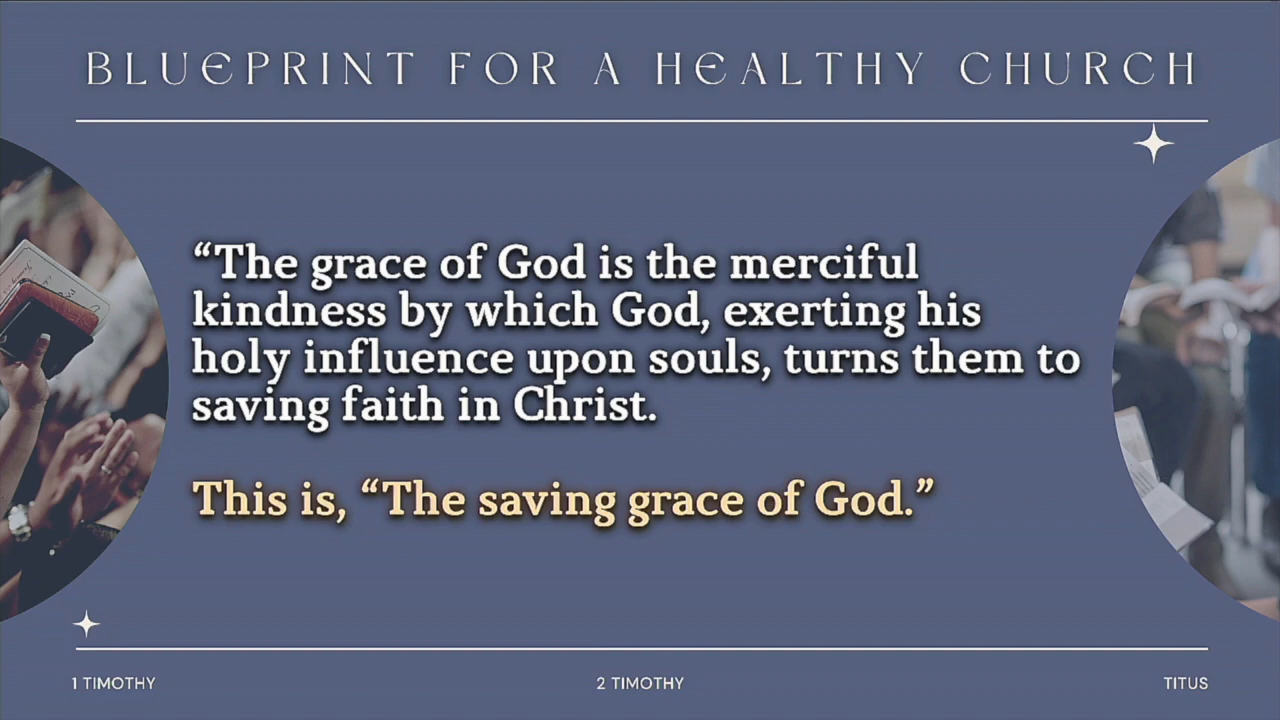 BLUEPRINT FOR A HEALTHY CHURCH
“The grace of God is the merciful
kindness by which God, exerting his
holy influence upon souls, turns them to
saving faith in Christ.
This is, “The saving grace of God.”
1 TIMOTHY
2 TIMOTHY
TITUS